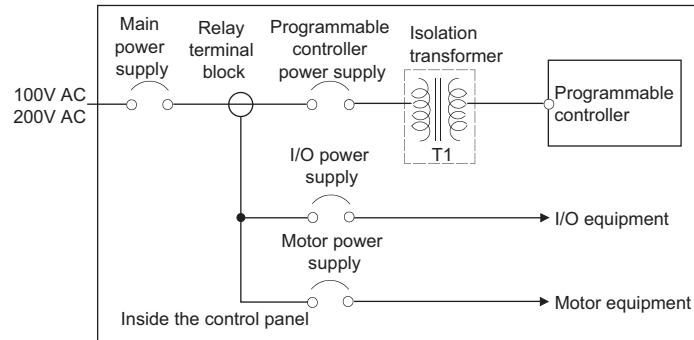 Main
power
supply
Relay
terminal
block
Programmable
controller
power supply
Isolation
transformer
100V AC
200V AC
T1
Programmable
controller
I/O power
supply
I/O equipment
Motor power
supply
Motor equipment
Inside the control panel